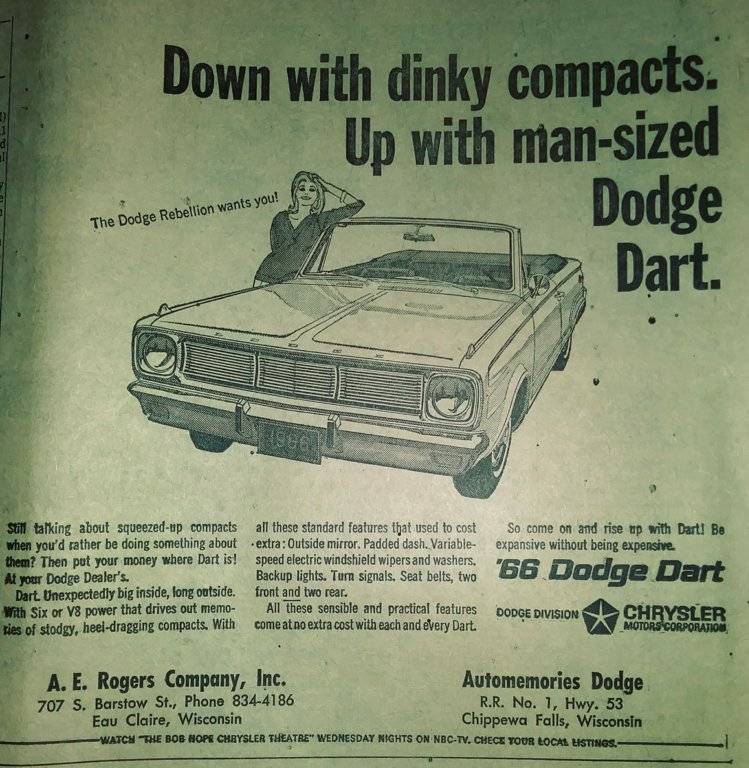 Down with dinky compacts.
Up with man-sized
Dodge
Dart.
The Dodge Rebellion wants you!
DODGE
1966
Still talking about squeezed-up compacts
when you'd rather be doing something about
them? Then put your money where Dart is!
At your Dodge Dealer's.
Dart. Unexpectedly big inside, long outside.
With Six or V8 power that drives out memo-
ries of stodgy, heel-dragging compacts. With
all these standard features that used to cost
extra: Outside mirror. Padded dash. Variable-
speed electric windshield wipers and washers.
Backup lights. Turn signals. Seat belts, two
front and two rear.
All these sensible and practical features
come at no extra cost with each and every Dart.
So come on and rise up with Dart! Be
expansive without being expensive.
'66 Dodge Dart
DODGE DIVISION CHRYSLER
MOTORS CORPORATION
A. E. Rogers Company, Inc.
707 S. Barstow St., Phone 834-4186
Eau Claire, Wisconsin
Automemories Dodge
R.R. No. 1, Hwy. 53
Chippewa Falls, Wisconsin
WATCH "THE BOB HOPE CHRYSLER THEATRE" WEDNESDAY NIGHTS ON NBC-TV. CHECK YOUR LOCAL LISTINGS.